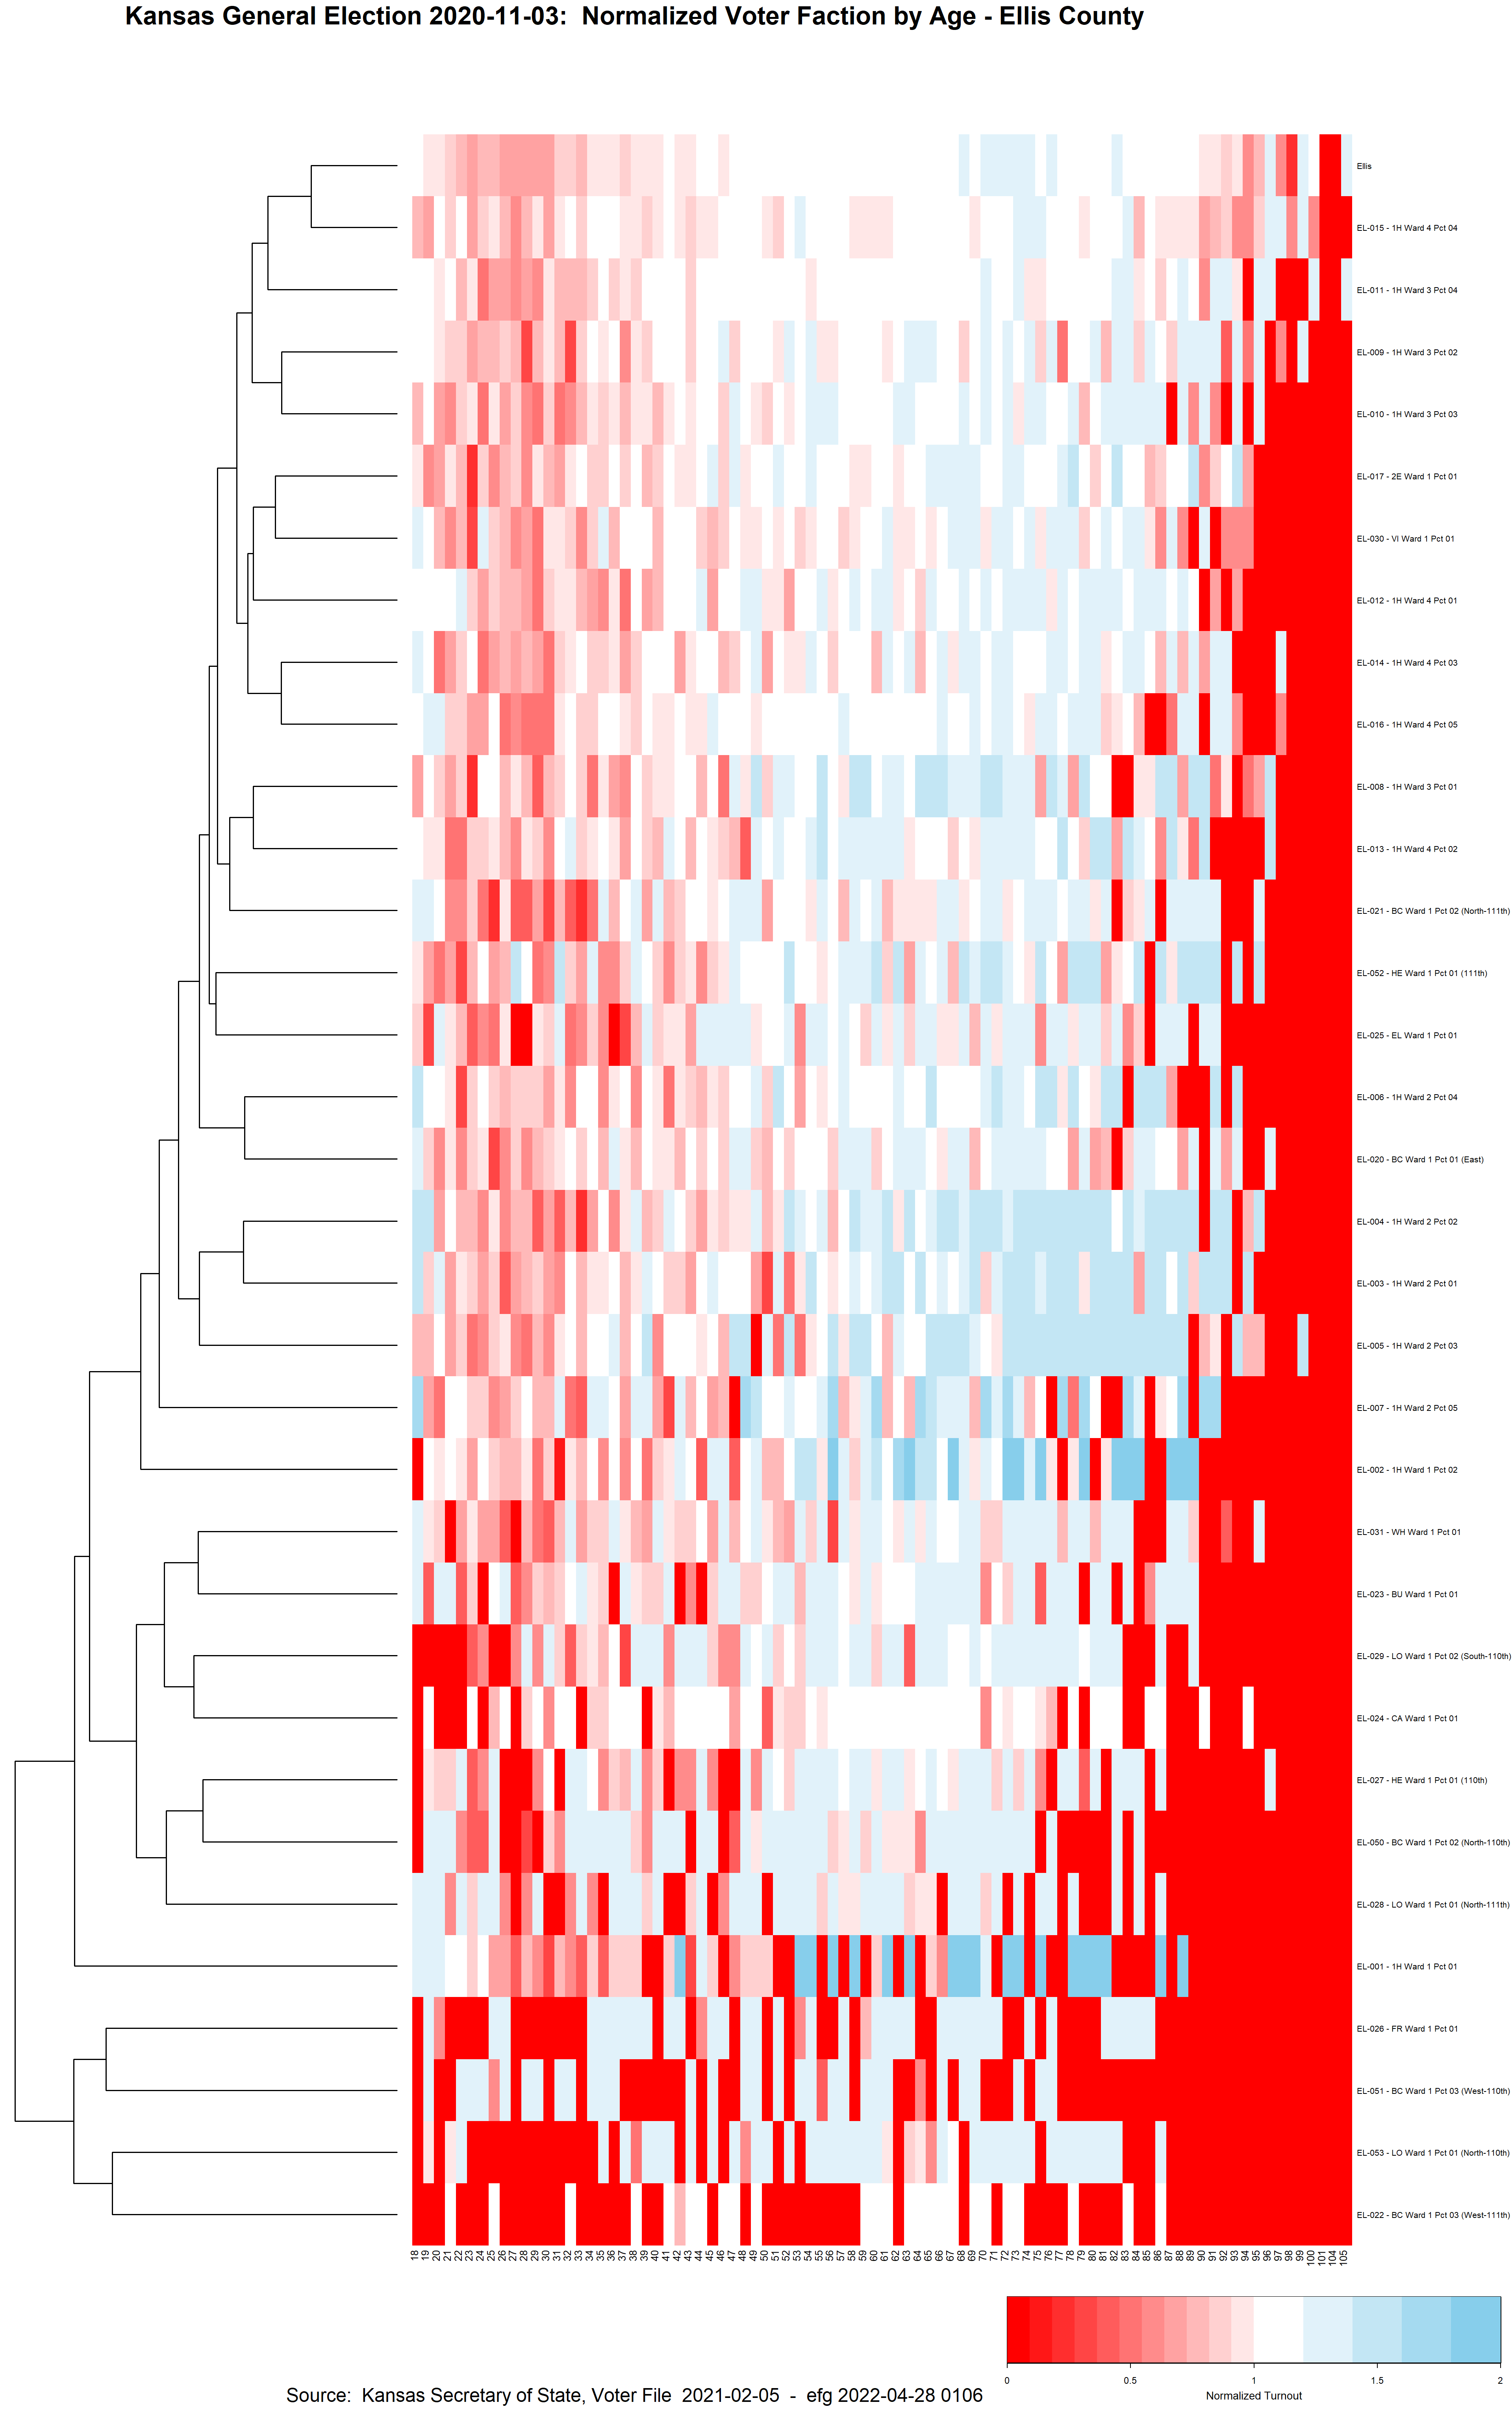 Kansas General Election 2020-11-03:  Normalized Voter Faction by Age - Ellis County
Ellis
EL-015 - 1H Ward 4 Pct 04
EL-011 - 1H Ward 3 Pct 04
EL-009 - 1H Ward 3 Pct 02
EL-010 - 1H Ward 3 Pct 03
EL-017 - 2E Ward 1 Pct 01
EL-030 - VI Ward 1 Pct 01
EL-012 - 1H Ward 4 Pct 01
EL-014 - 1H Ward 4 Pct 03
EL-016 - 1H Ward 4 Pct 05
EL-008 - 1H Ward 3 Pct 01
EL-013 - 1H Ward 4 Pct 02
EL-021 - BC Ward 1 Pct 02 (North-111th)
EL-052 - HE Ward 1 Pct 01 (111th)
EL-025 - EL Ward 1 Pct 01
EL-006 - 1H Ward 2 Pct 04
EL-020 - BC Ward 1 Pct 01 (East)
EL-004 - 1H Ward 2 Pct 02
EL-003 - 1H Ward 2 Pct 01
EL-005 - 1H Ward 2 Pct 03
EL-007 - 1H Ward 2 Pct 05
EL-002 - 1H Ward 1 Pct 02
EL-031 - WH Ward 1 Pct 01
EL-023 - BU Ward 1 Pct 01
EL-029 - LO Ward 1 Pct 02 (South-110th)
EL-024 - CA Ward 1 Pct 01
EL-027 - HE Ward 1 Pct 01 (110th)
EL-050 - BC Ward 1 Pct 02 (North-110th)
EL-028 - LO Ward 1 Pct 01 (North-111th)
EL-001 - 1H Ward 1 Pct 01
EL-026 - FR Ward 1 Pct 01
EL-051 - BC Ward 1 Pct 03 (West-110th)
EL-053 - LO Ward 1 Pct 01 (North-110th)
EL-022 - BC Ward 1 Pct 03 (West-111th)
18 19 20 21 22 23 24 25 26 27 28 29 30 31 32 33 34 35 36 37 38 39 40 41 42 43 44 45 46 47 48 49 50 51 52 53 54 55 56 57 58 59 60 61 62 63 64 65 66 67 68 69 70 71 72 73 74 75 76 77 78 79 80 81 82 83 84 85 86 87 88 89 90 91 92 93 94 95 96 97 98 99 100 101 104 105
0 0.5 1 1.5 2
Normalized Turnout
Source:  Kansas Secretary of State, Voter File  2021-02-05  -  efg 2022-04-28 0106